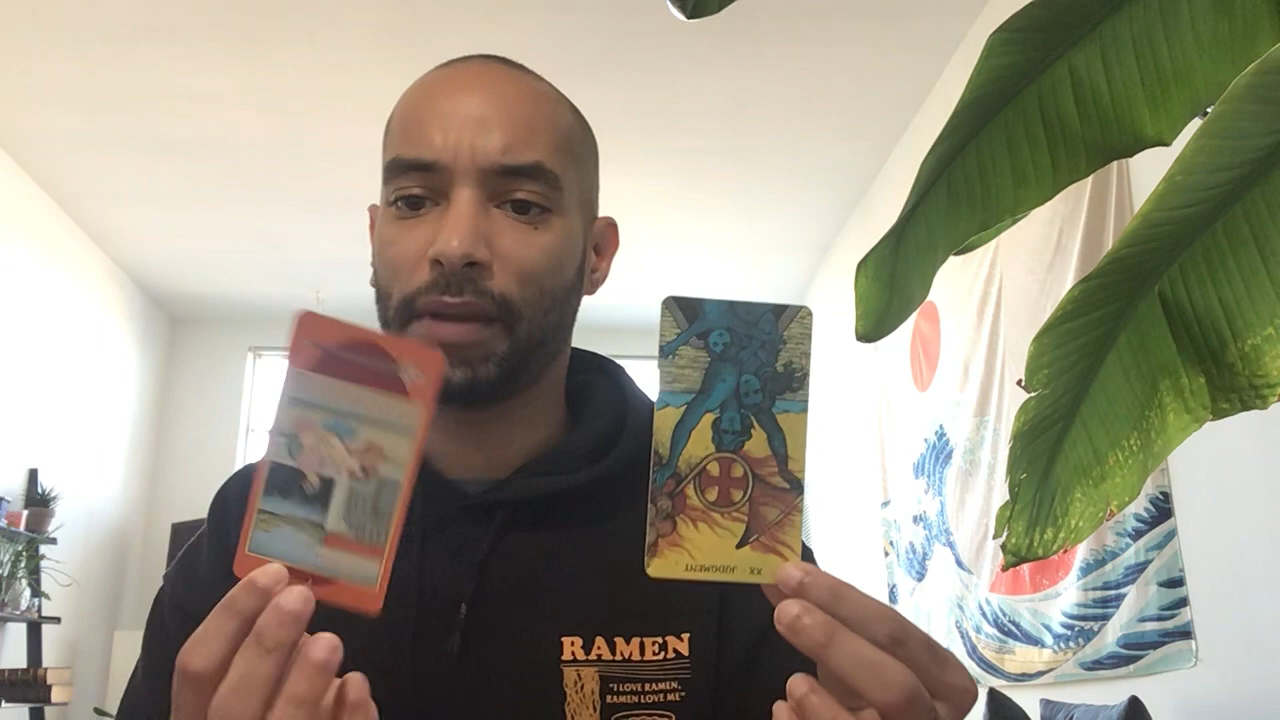 XX · JUDGMENT
RAMEN
"I LOVE RAMEN,
RAMEN LOVE ME"